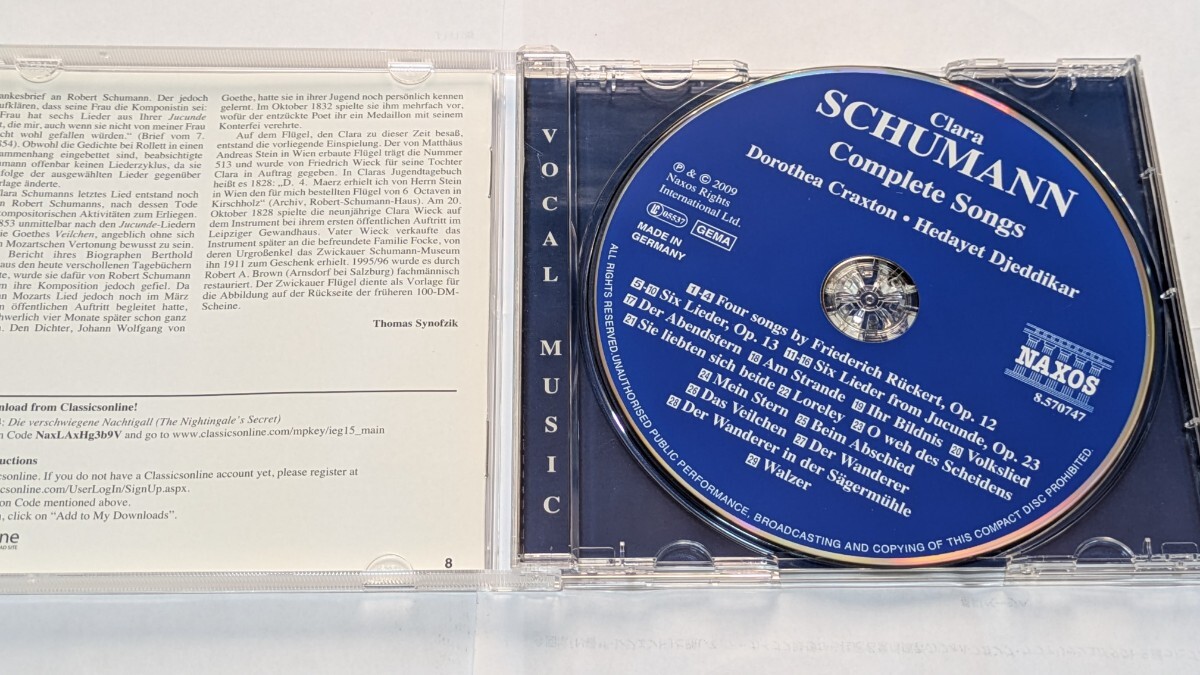 ankesbrief an Robert Schumann. Der jedoch
ufklären, dass seine Frau die Komponistin sei:
Frau hat sechs Lieder aus Ihrer Jucunde
t, die mir, auch wenn sie nicht von meiner Frau
cht wohl gefallen würden.“ (Brief vom 7.
854). Obwohl die Gedichte bei Rollett in einen
ammenhang eingebettet sind, beabsichtigte
umann offenbar keinen Liederzyklus, da sie
folge der ausgewählten Lieder gegenüber
rlage änderte.
lara Schumanns letztes Lied entstand noch
n Robert Schumanns, nach dessen Tode
ompositorischen Aktivitäten zum Erliegen.
853 unmittelbar nach den Jucunde-Liedern
ie Goethes Veilchen, angeblich ohne sich
n Mozartschen Vertonung bewusst zu sein.
Bericht ihres Biographen Berthold
aus den heute verschollenen Tagebüchern
te, wurde sie dafür von Robert Schumann
en ihre Komposition jedoch gefiel. Da
nn Mozarts Lied jedoch noch im März
n öffentlichen Auftritt begleitet hatte,
hwerlich vier Monate später schon ganz
n. Den Dichter, Johann Wolfgang von
Goethe, hatte sie in ihrer Jugend noch persönlich kennen
gelernt. Im Oktober 1832 spielte sie ihm mehrfach vor,
wofür der entzückte Poet ihr ein Medaillon mit seinem
Konterfei verehrte.
Auf dem Flügel, den Clara zu dieser Zeit besaß,
entstand die vorliegende Einspielung. Der von Matthäus
Andreas Stein in Wien erbaute Flügel trägt die Nummer
513 und wurde von Friedrich Wieck für seine Tochter
Clara in Auftrag gegeben. In Claras Jugendtagebuch
heißt es 1828: „D. 4. Maerz erhielt ich von Herrn Stein
in Wien den für mich bestellten Flügel von 6 Octaven in
Kirschholz“ (Archiv, Robert-Schumann-Haus). Am 20.
Oktober 1828 spielte die neunjährige Clara Wieck auf
dem Instrument bei ihrem ersten öffentlichen Auftritt im
Leipziger Gewandhaus. Vater Wieck verkaufte das
Instrument später an die befreundete Familie Focke, von
deren Urgroßenkel das Zwickauer Schumann-Museum
ihn 1911 zum Geschenk erhielt. 1995/96 wurde es durch
Robert A. Brown (Arnsdorf bei Salzburg) fachmännisch
restauriert. Der Zwickauer Flügel diente als Vorlage für
die Abbildung auf der Rückseite der früheren 100-DM-
Scheine.
Thomas Synofzik
nload from Classicsonline!
: Die verschwiegene Nachtigall (The Nightingale's Secret)
n Code NaxLAxHg3b9V and go to www.classicsonline.com/mpkey/ieg15_main
uctions
csonline. If you do not have a Classicsonline account yet, please register at
csonline.com/UserLogIn/SignUp.aspx.
on Code mentioned above.
n, click on “Add to My Downloads”.
ne
8
VOCAL MUSIC
Clara
SCHUMANN
Complete Songs
Dorothea Craxton • Hedayet Djeddikar
℗ & © 2009
Naxos Rights
International Ltd.
LC 05537
GEMA
MADE IN
GERMANY
NAXOS
8.570747
1-4 Four songs by Friederich Rückert, Op. 12
5-10 Six Lieder, Op. 13 11-16 Six Lieder from Jucunde, Op. 23
17 Der Abendstern 18 Am Strande 19 Ihr Bildnis 20 Volkslied
21 Sie liebten sich beide 22 Loreley 23 O weh des Scheidens
24 Mein Stern 25 Beim Abschied
26 Das Veilchen 27 Der Wanderer
28 Der Wanderer in der Sägermühle
29 Walzer
ALL RIGHTS RESERVED. UNAUTHORISED PUBLIC PERFORMANCE, BROADCASTING AND COPYING OF THIS COMPACT DISC PROHIBITED.